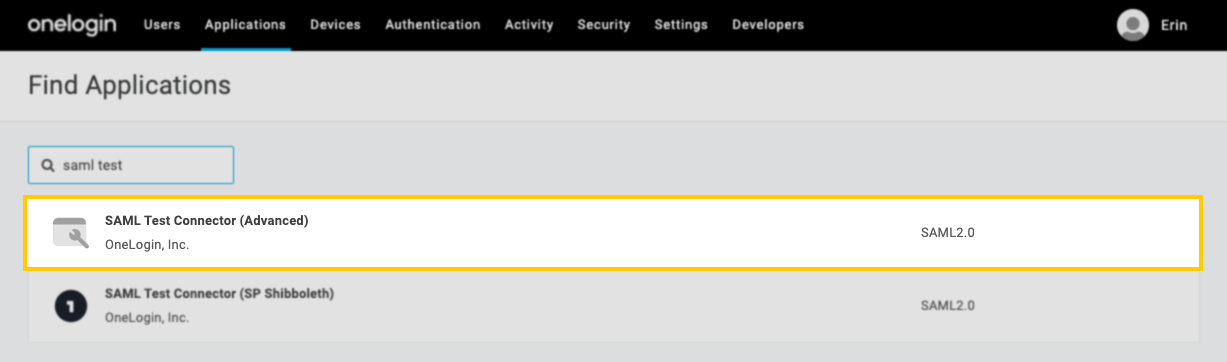 onelogin Users Applications Devices Authentication Activity Security Settings Developers Erin
Find Applications
saml test
SAML Test Connector (Advanced)
OneLogin, Inc.
SAML2.0
1
SAML Test Connector (SP Shibboleth)
OneLogin, Inc.
SAML2.0